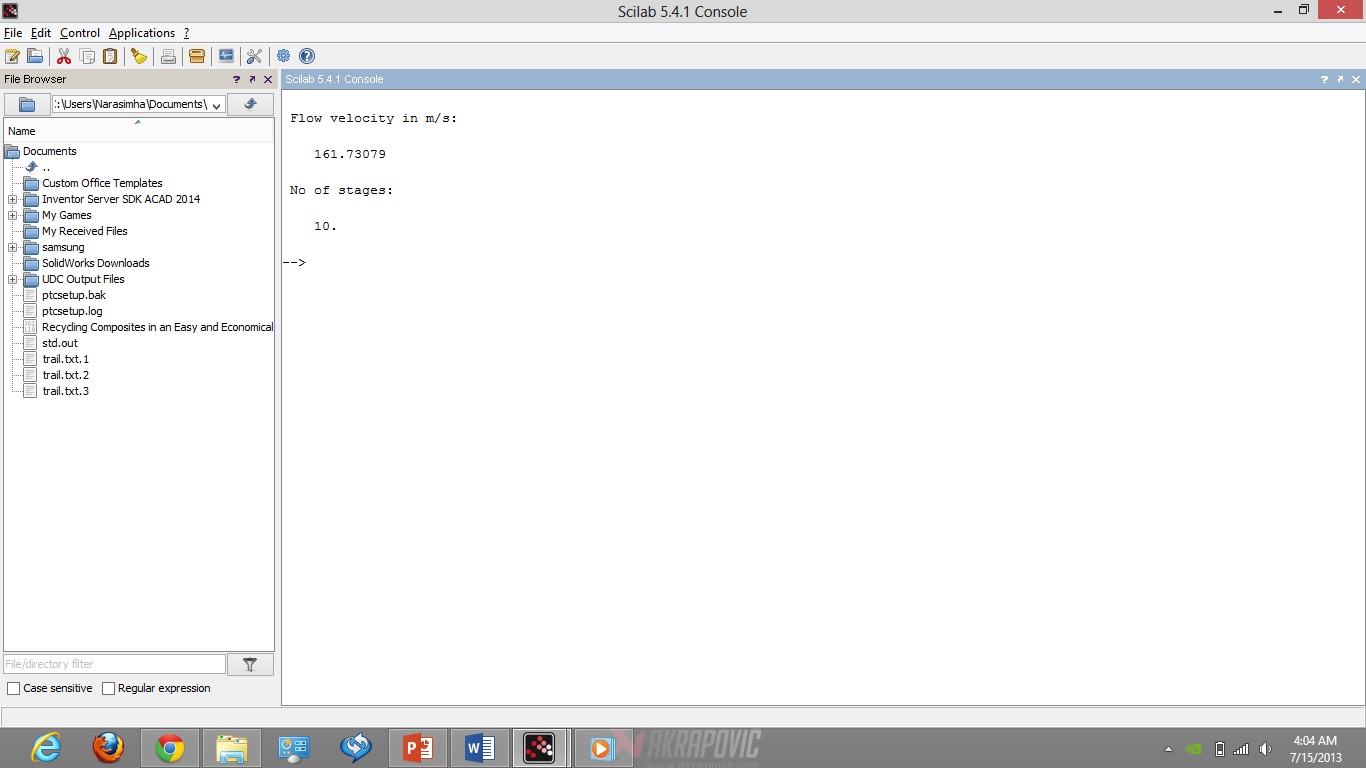 Scilab 5.4.1 Console
File Edit Control Applications ?
File Browser ? 
Scilab 5.4.1 Console ?
:\Users\Narasimha\Documents\
Name
Documents
..
Custom Office Templates
Inventor Server SDK ACAD 2014
My Games
My Received Files
samsung
SolidWorks Downloads
UDC Output Files
ptcsetup.bak
ptcsetup.log
Recycling Composites in an Easy and Economical
std.out
trail.txt.1
trail.txt.2
trail.txt.3
File/directory filter
Case sensitive Regular expression
Flow velocity in m/s:
161.73079
No of stages:
10.
-->
AKRAPOVIC
www.akrapovic.com
4:04 AM
7/15/2013